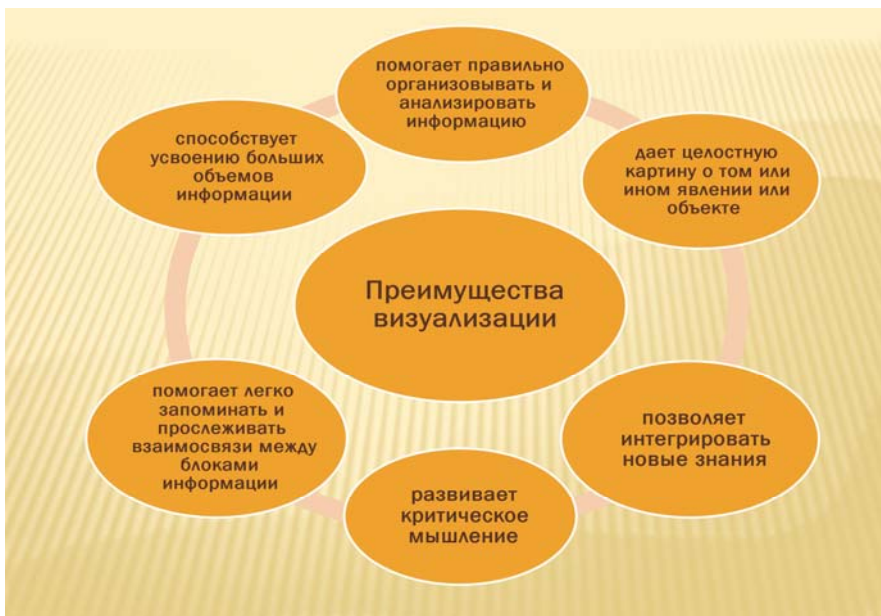 помогает правильно
организовывать и
анализировать
информацию
дает целостную
картину о том или
ином явлении или
объекте
позволяет
интегрировать
новые знания
развивает
критическое
мышление
помогает легко
запоминать и
прослеживать
взаимосвязи между
блоками
информации
способствует
усвоению больших
объемов
информации
Преимущества
визуализации